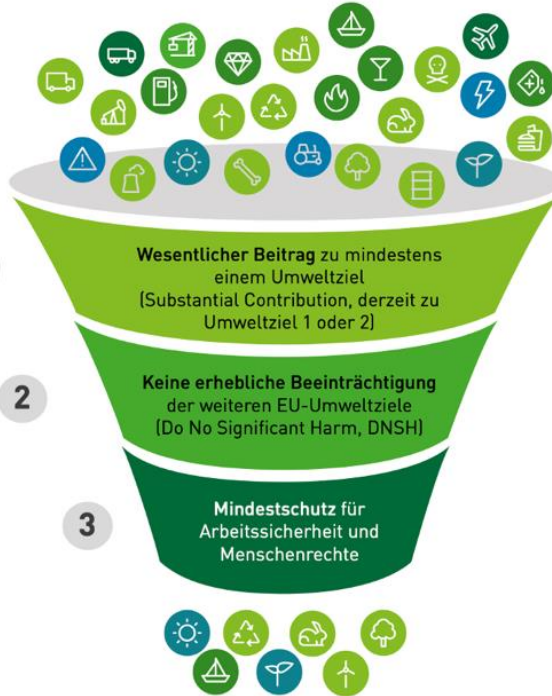 Wesentlicher Beitrag zu mindestens
einem Umweltziel
(Substantial Contribution, derzeit zu
Umweltziel 1 oder 2)
2
Keine erhebliche Beeinträchtigung
der weiteren EU-Umweltziele
(Do No Significant Harm, DNSH)
3
Mindestschutz für
Arbeitssicherheit und
Menschenrechte